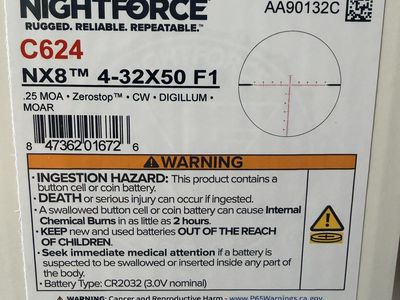 NIGHTFORCE
RUGGED. RELIABLE. REPEATABLE.™
AA90132C
C624
NX8™ 4-32X50 F1
.25 MOA • Zerostop™ • CW • DIGILLUM •
MOAR
8 47362 01672 6
WARNING
• INGESTION HAZARD: This product contains a
button cell or coin battery.
• DEATH or serious injury can occur if ingested.
• A swallowed button cell or coin battery can cause Internal
Chemical Burns in as little as 2 hours.
• KEEP new and used batteries OUT OF THE REACH
OF CHILDREN.
• Seek immediate medical attention if a battery is
suspected to be swallowed or inserted inside any part of
the body.
• Battery Type: CR2032 (3.0V nominal)
WARNING: Cancer and Reproductive Harm - www.P65Warnings.ca.gov